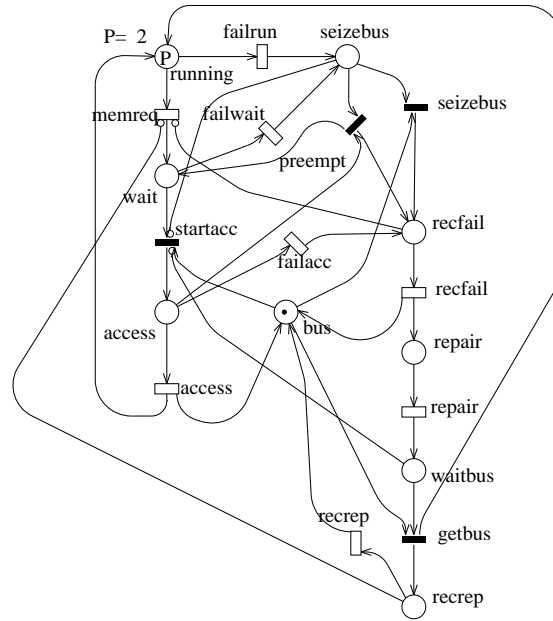 failrun
seizebus
P= 2
P
running
memreq
failwait
seizebus
preempt
wait
startacc
recfail
failacc
recfail
access
bus
repair
access
repair
waitbus
recrep
getbus
recrep